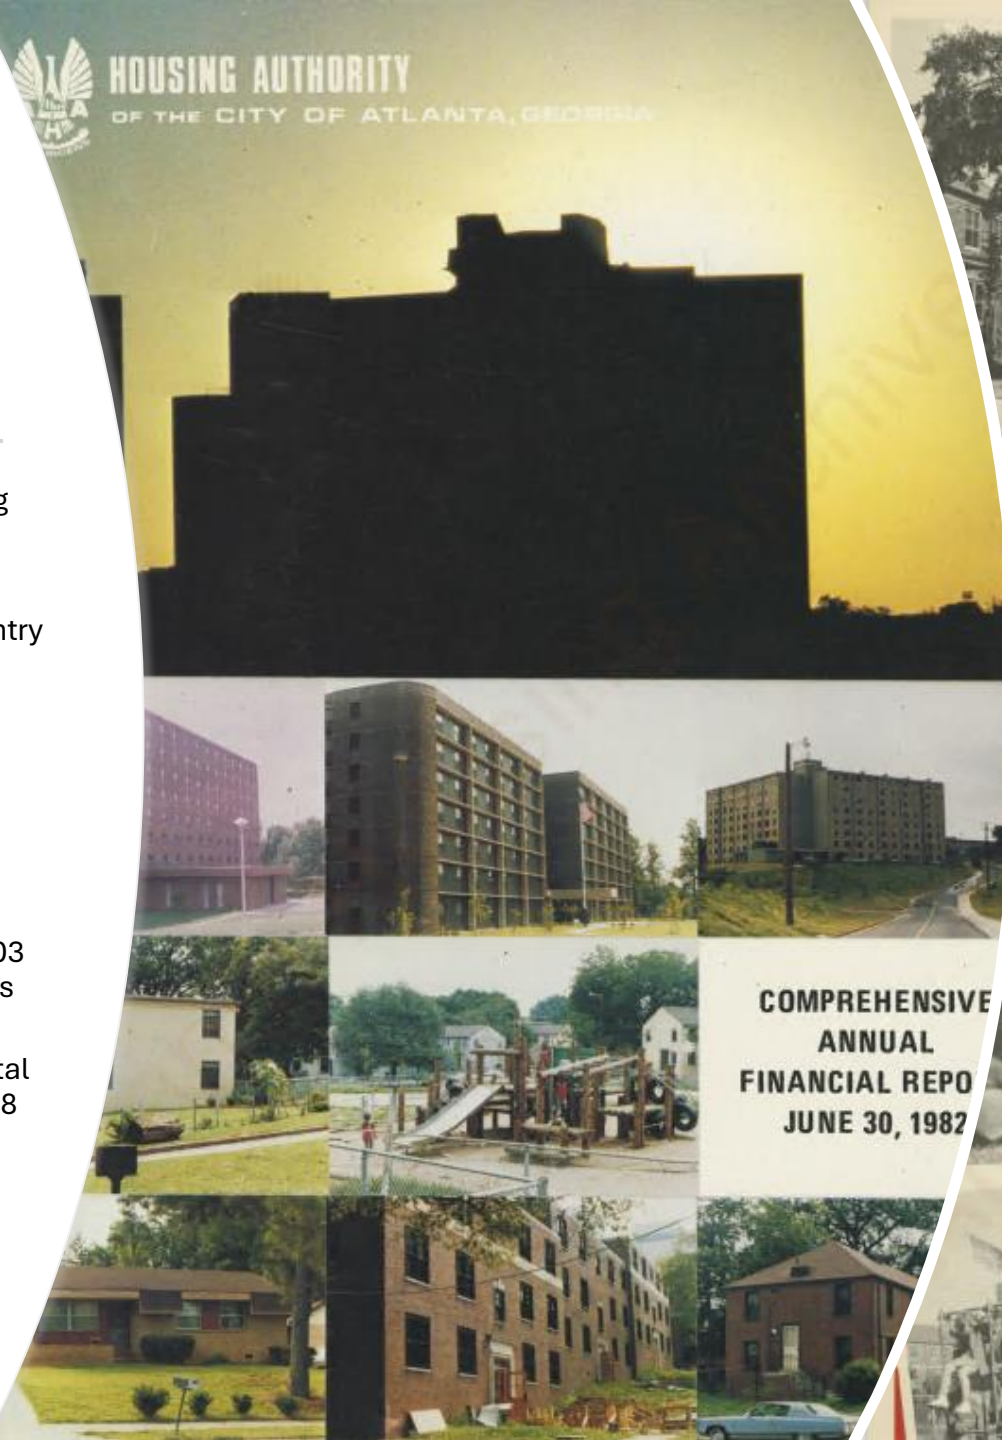 HOUSING AUTHORITY
OF THE CITY OF ATLANTA, GEORGIA
g
ntry
03
s
tal
8
COMPREHENSIVE
ANNUAL
FINANCIAL REPO
JUNE 30, 1982